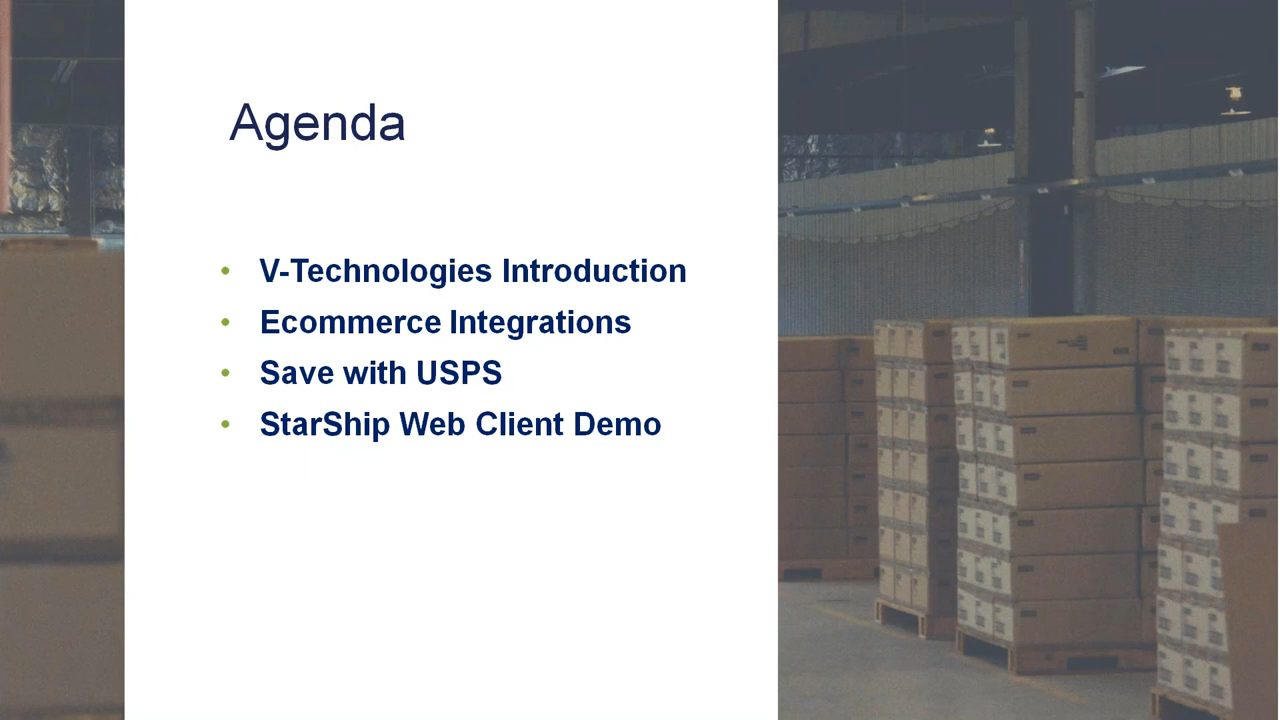 Agenda
• V-Technologies Introduction
• Ecommerce Integrations
• Save with USPS
• StarShip Web Client Demo